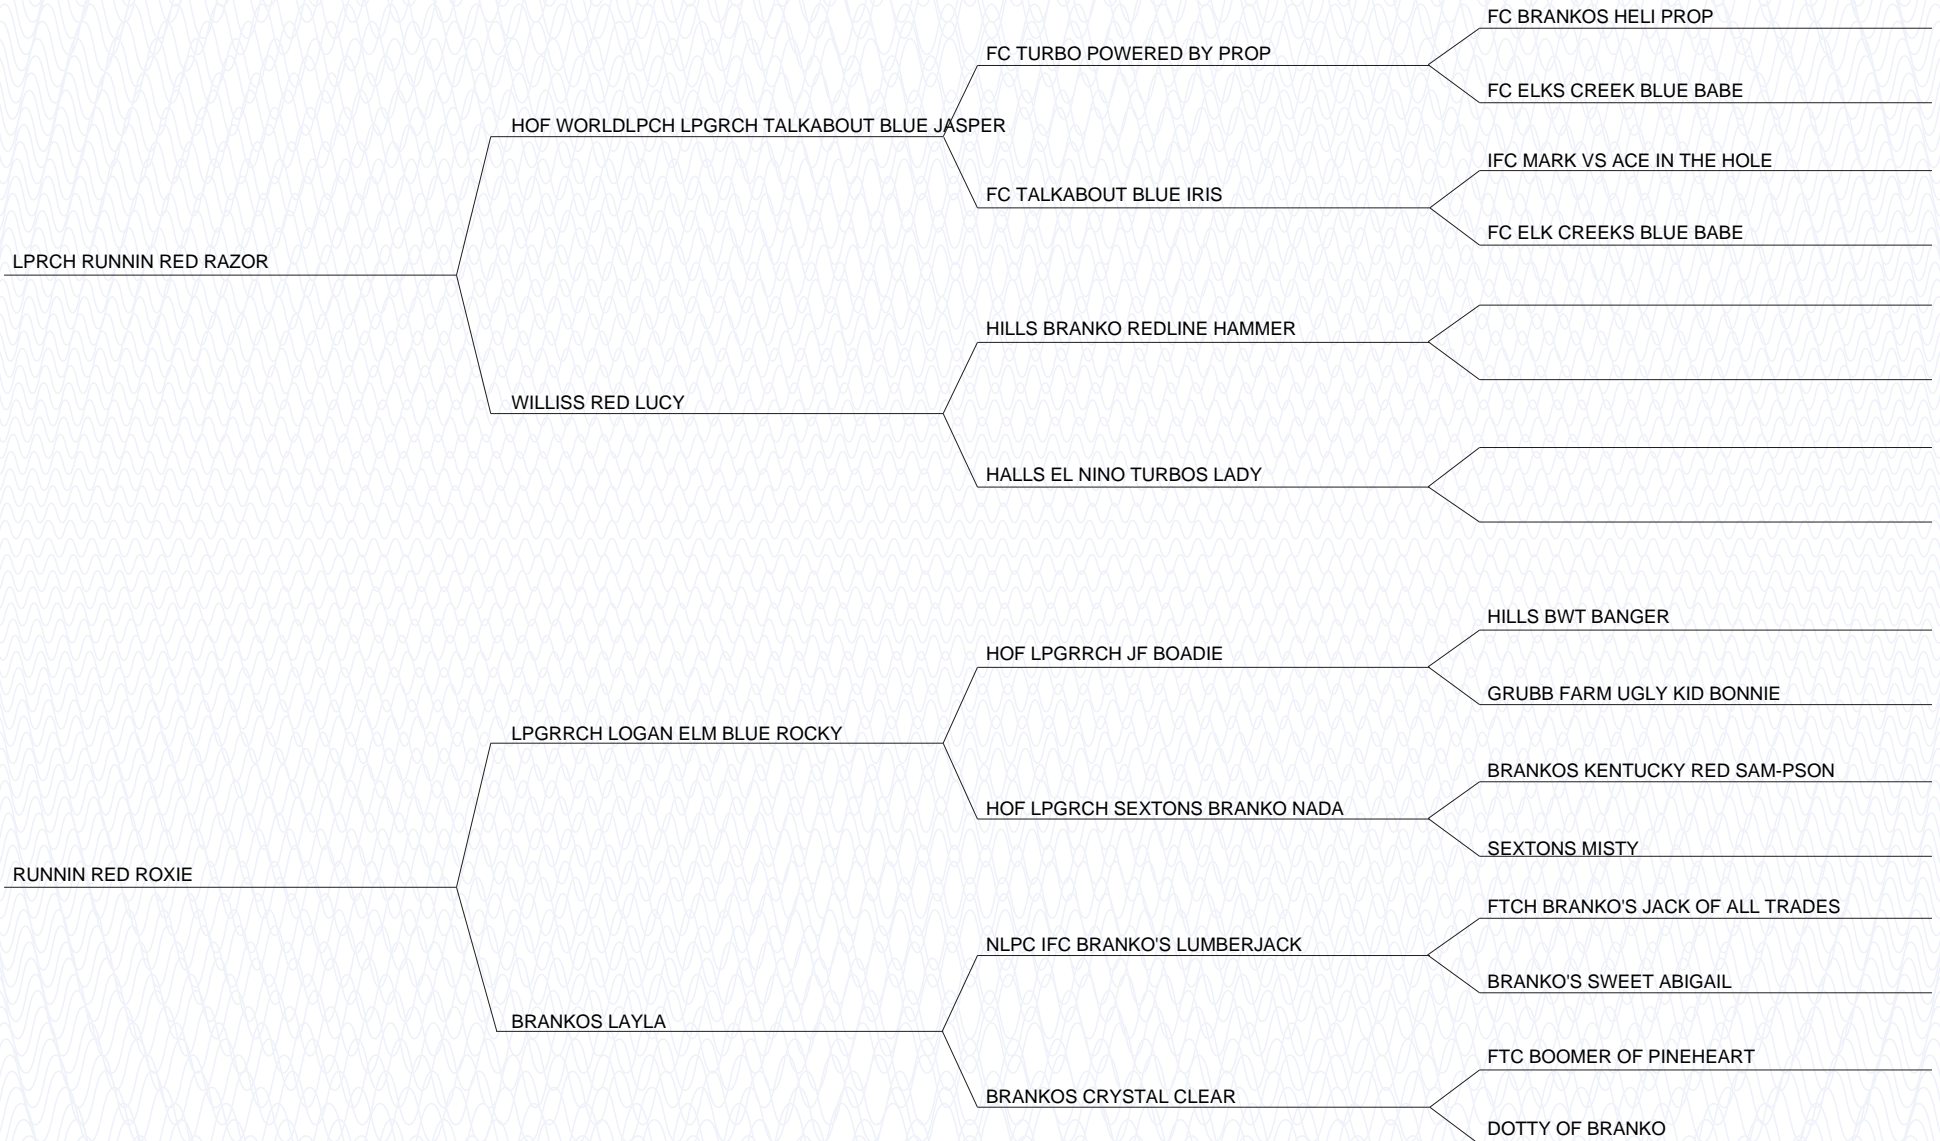 FC BRANKOS HELI PROP
FC TURBO POWERED BY PROP
FC ELKS CREEK BLUE BABE
HOF WORLDLPCH LPGRCH TALKABOUT BLUE JASPER
IFC MARK VS ACE IN THE HOLE
FC TALKABOUT BLUE IRIS
FC ELK CREEKS BLUE BABE
LPRCH RUNNIN RED RAZOR
HILLS BRANKO REDLINE HAMMER
WILLISS RED LUCY
HALLS EL NINO TURBOS LADY
HILLS BWT BANGER
HOF LPGRRCH JF BOADIE
GRUBB FARM UGLY KID BONNIE
LPGRRCH LOGAN ELM BLUE ROCKY
BRANKOS KENTUCKY RED SAM-PSON
HOF LPGRCH SEXTONS BRANKO NADA
SEXTONS MISTY
RUNNIN RED ROXIE
FTCH BRANKO'S JACK OF ALL TRADES
NLPC IFC BRANKO'S LUMBERJACK
BRANKO'S SWEET ABIGAIL
BRANKOS LAYLA
FTC BOOMER OF PINEHEART
BRANKOS CRYSTAL CLEAR
DOTTY OF BRANKO